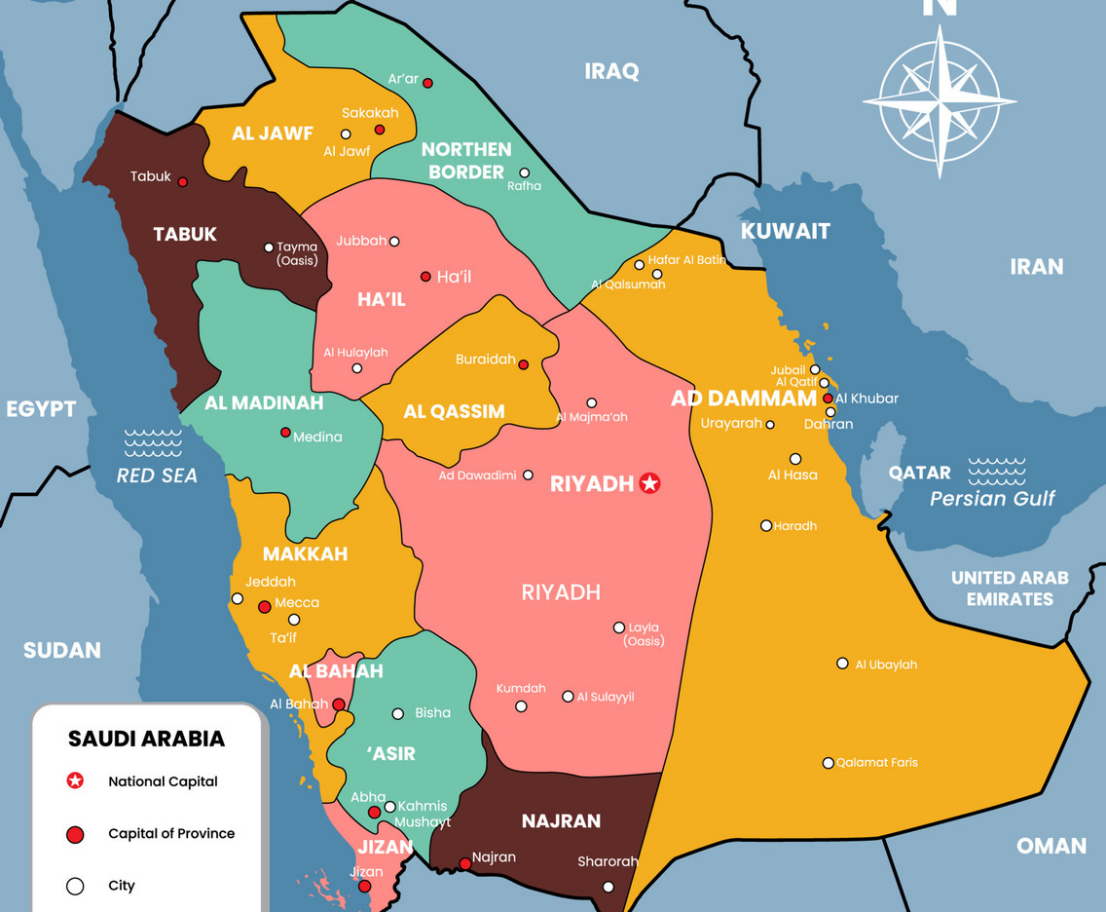 N
IRAQ
Ar'ar
Sakakah
AL JAWF
Al Jawf
NORTHEN
BORDER
Rafha
Tabuk
TABUK
Tayma
(Oasis)
Jubbah
Ha'il
HA'IL
KUWAIT
Hafar Al Batin
Al Qalsumah
IRAN
Al Hulaylah
Buraidah
Jubail
Al Qatif
AD DAMMAM
Al Khubar
Dahran
Urayarah
AL MADINAH
AL QASSIM
Al Majma'ah
EGYPT
Medina
RED SEA
Ad Dawadimi
RIYADH
Al Hasa
QATAR
Persian Gulf
Haradh
MAKKAH
Jeddah
Mecca
Ta'if
RIYADH
UNITED ARAB
EMIRATES
Layla
(Oasis)
SUDAN
AL BAHAH
Al Bahah
Bisha
Kumdah
Al Sulayyil
Al Ubaylah
'ASIR
Qalamat Faris
Abha
Kahmis
Mushayt
NAJRAN
JIZAN
Jizan
Najran
Sharorah
OMAN
SAUDI ARABIA
National Capital
Capital of Province
City